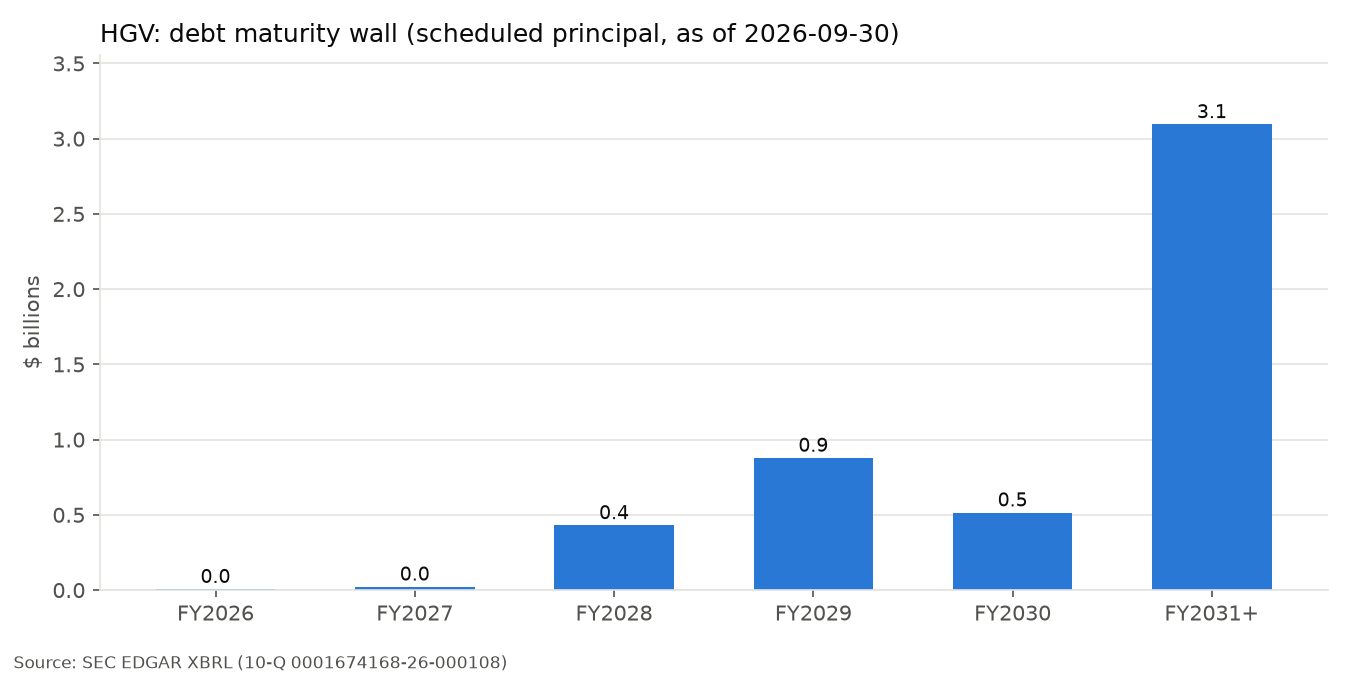 HGV: debt maturity wall (scheduled principal, as of 2026-09-30)
$ billions
3.5
3.0
2.5
2.0
1.5
1.0
0.5
0.0
0.0
0.0
0.4
0.9
0.5
3.1
FY2026
FY2027
FY2028
FY2029
FY2030
FY2031+
Source: SEC EDGAR XBRL (10-Q 0001674168-26-000108)